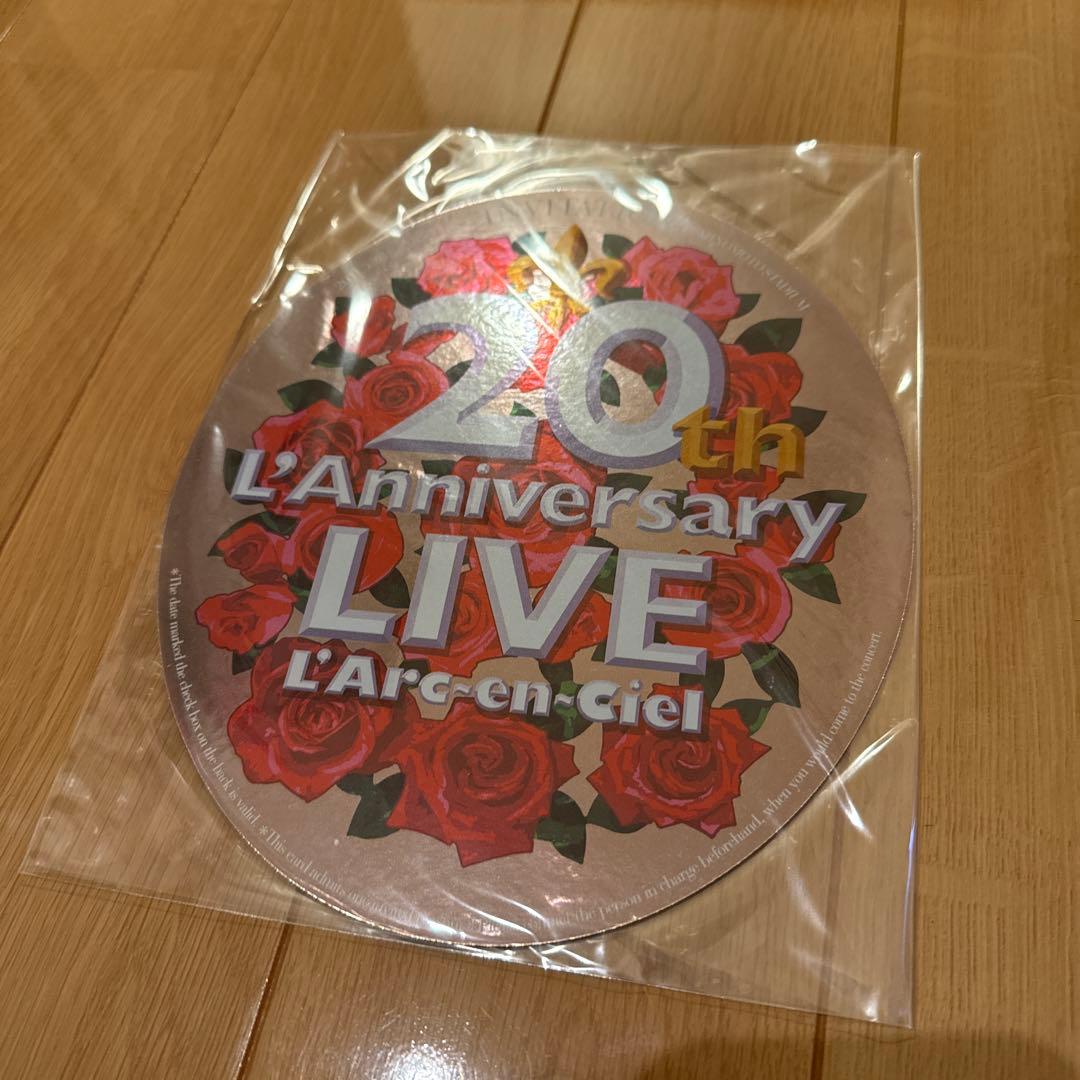 20th
L'Anniversary
LIVE
L'Arc~en~Ciel
*The date marked the check box on the back is valid. *This card admits
the person in charge beforehand, when you would come to the concert.